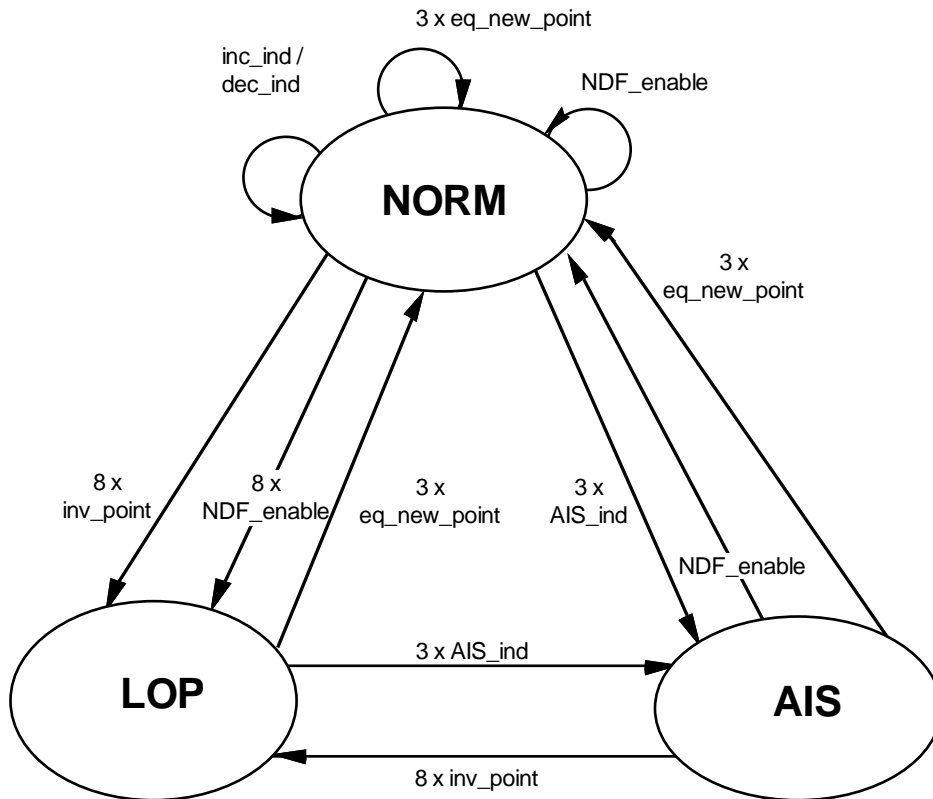 3 x eq_new_point
inc_ind /
dec_ind
NDF_enable
NORM
3 x
eq_new_point
8 x
inv_point
8 x
NDF_enable
3 x
eq_new_point
3 x
AIS_ind
NDF_enable
LOP
3 x AIS_ind
AIS
8 x inv_point